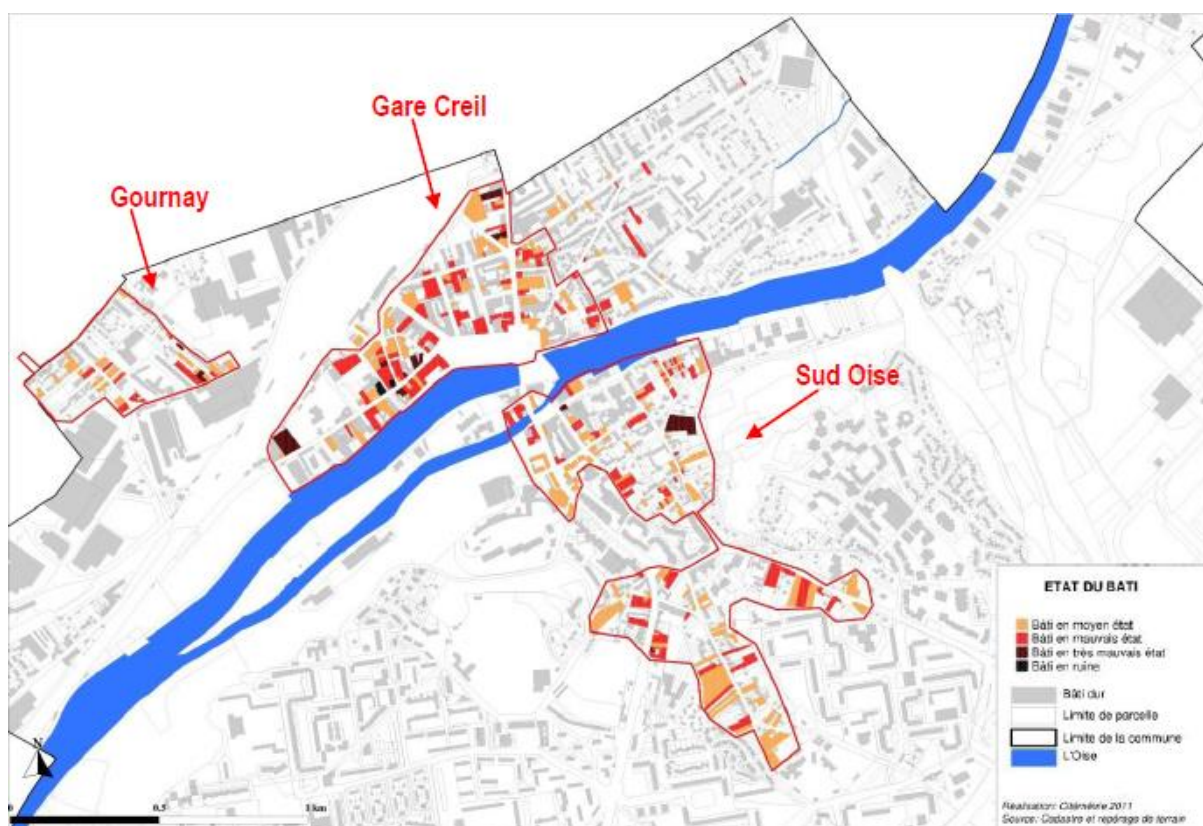 Gare Creil
Gournay
Sud Oise
ETAT DU BATI
Bâti en moyen état
Bâti en mauvais état
Bâti en très mauvais état
Bâti en ruine
Bâti dur
Limite de parcelle
Limite de la commune
L'Oise
N
0 0.5 1 km
Réalisation: Citémétrie 2011
Source: Cadastre et repérage de terrain